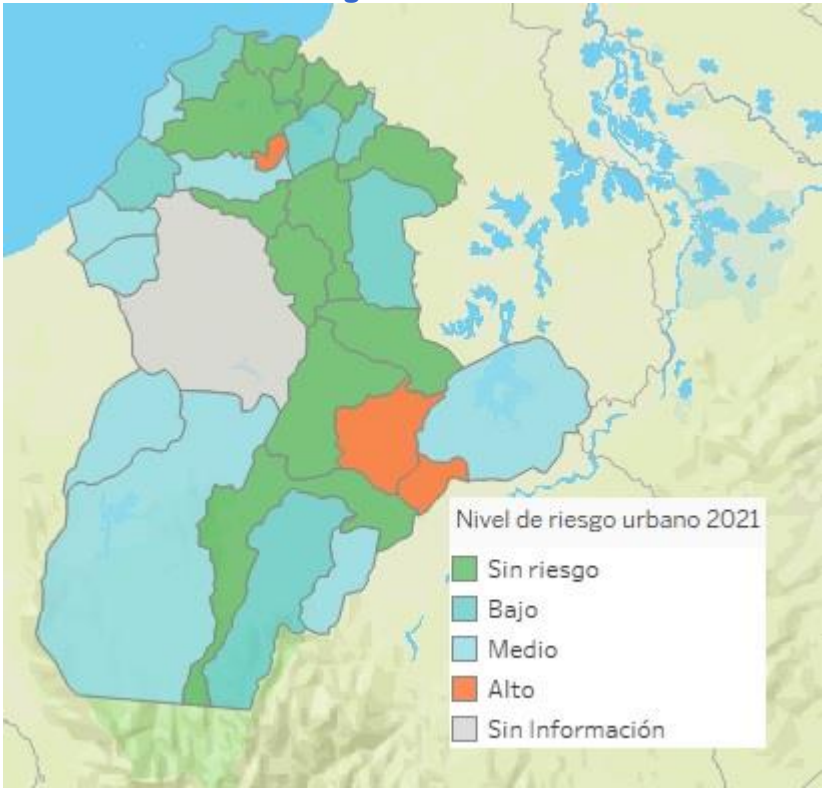 Nivel de riesgo urbano 2021
Sin riesgo
Bajo
Medio
Alto
Sin Información